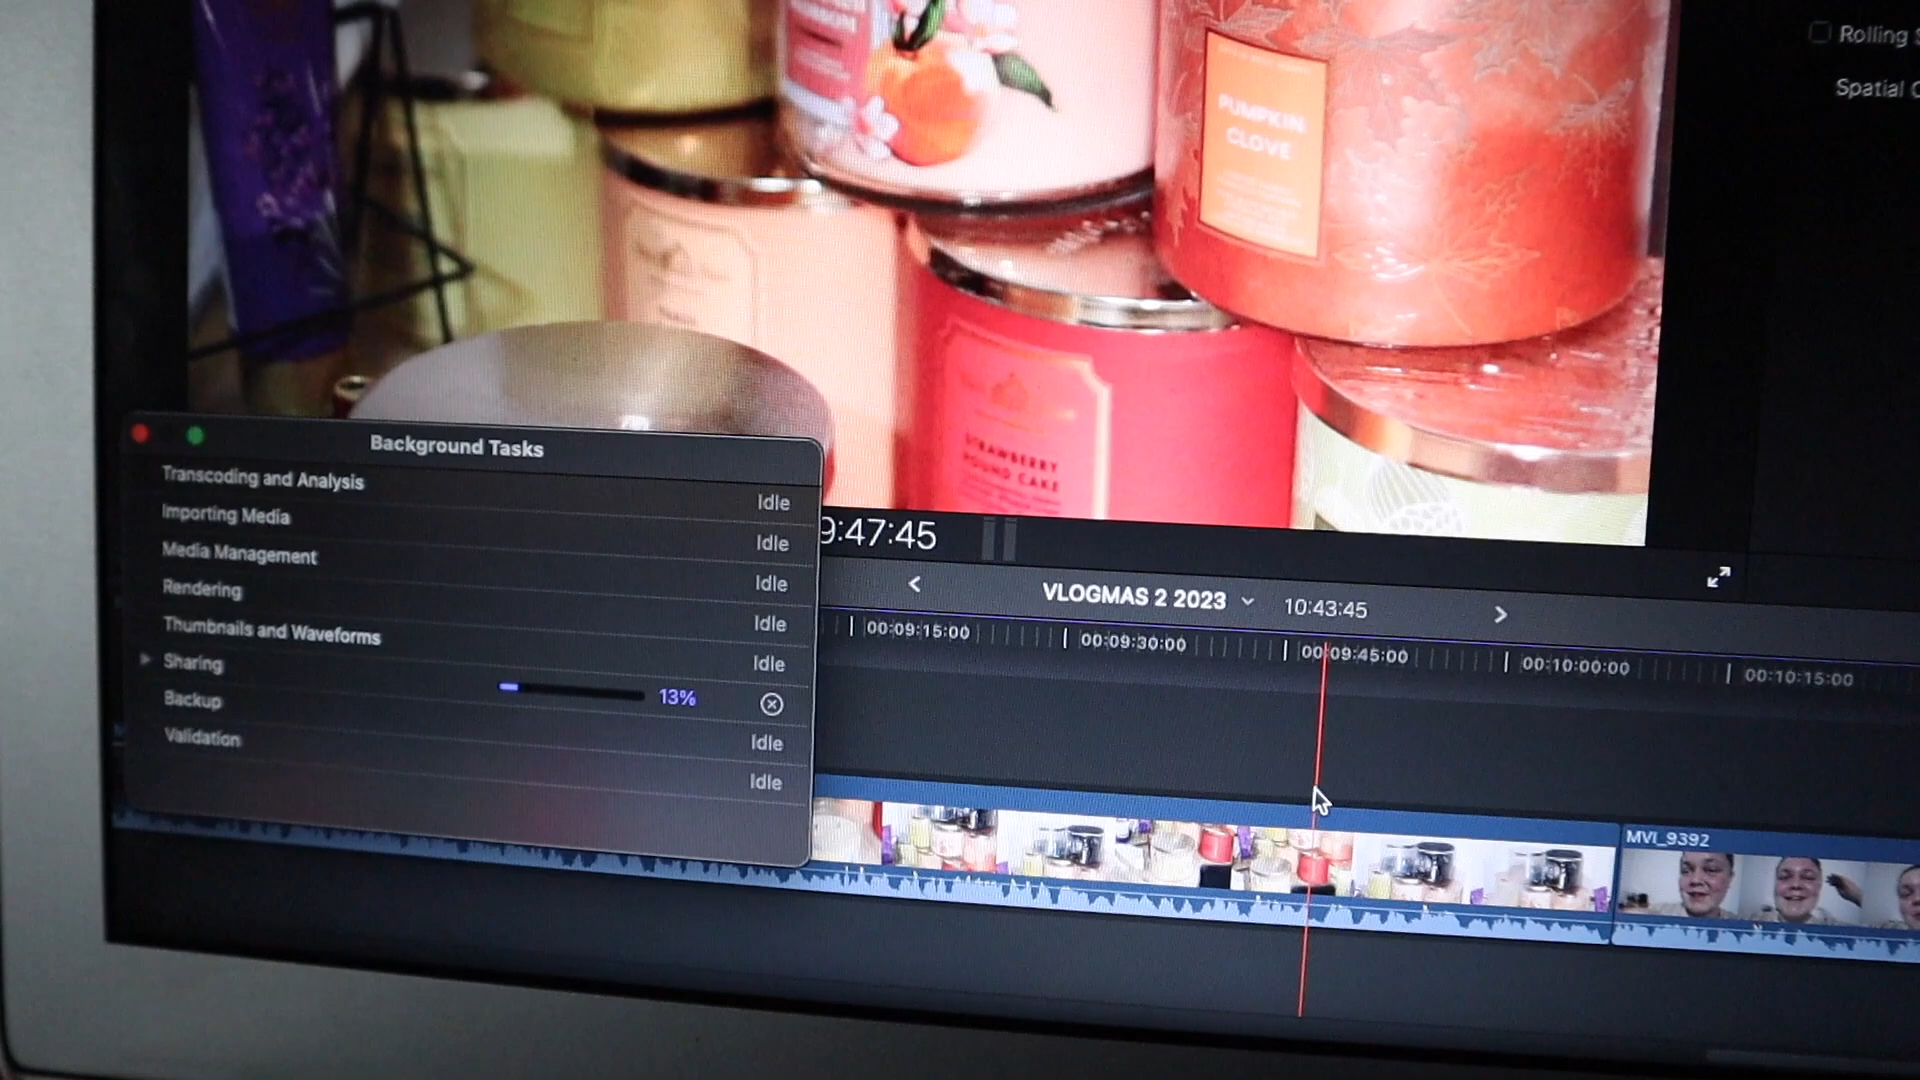 Rolling S
Spatial C
PUMPKIN
CLOVE
STRAWBERRY
POUND CAKE
Background Tasks
Transcoding and Analysis
Idle
Importing Media
Idle
Media Management
Idle
Rendering
Idle
Thumbnails and Waveforms
Idle
Sharing
13%
Backup
Idle
Validation
Idle
9:47:45
VLOGMAS 2 2023
10:43:45
00:09:15:00
00:09:30:00
00:09:45:00
00:10:00:00
00:10:15:00
MVI_9392